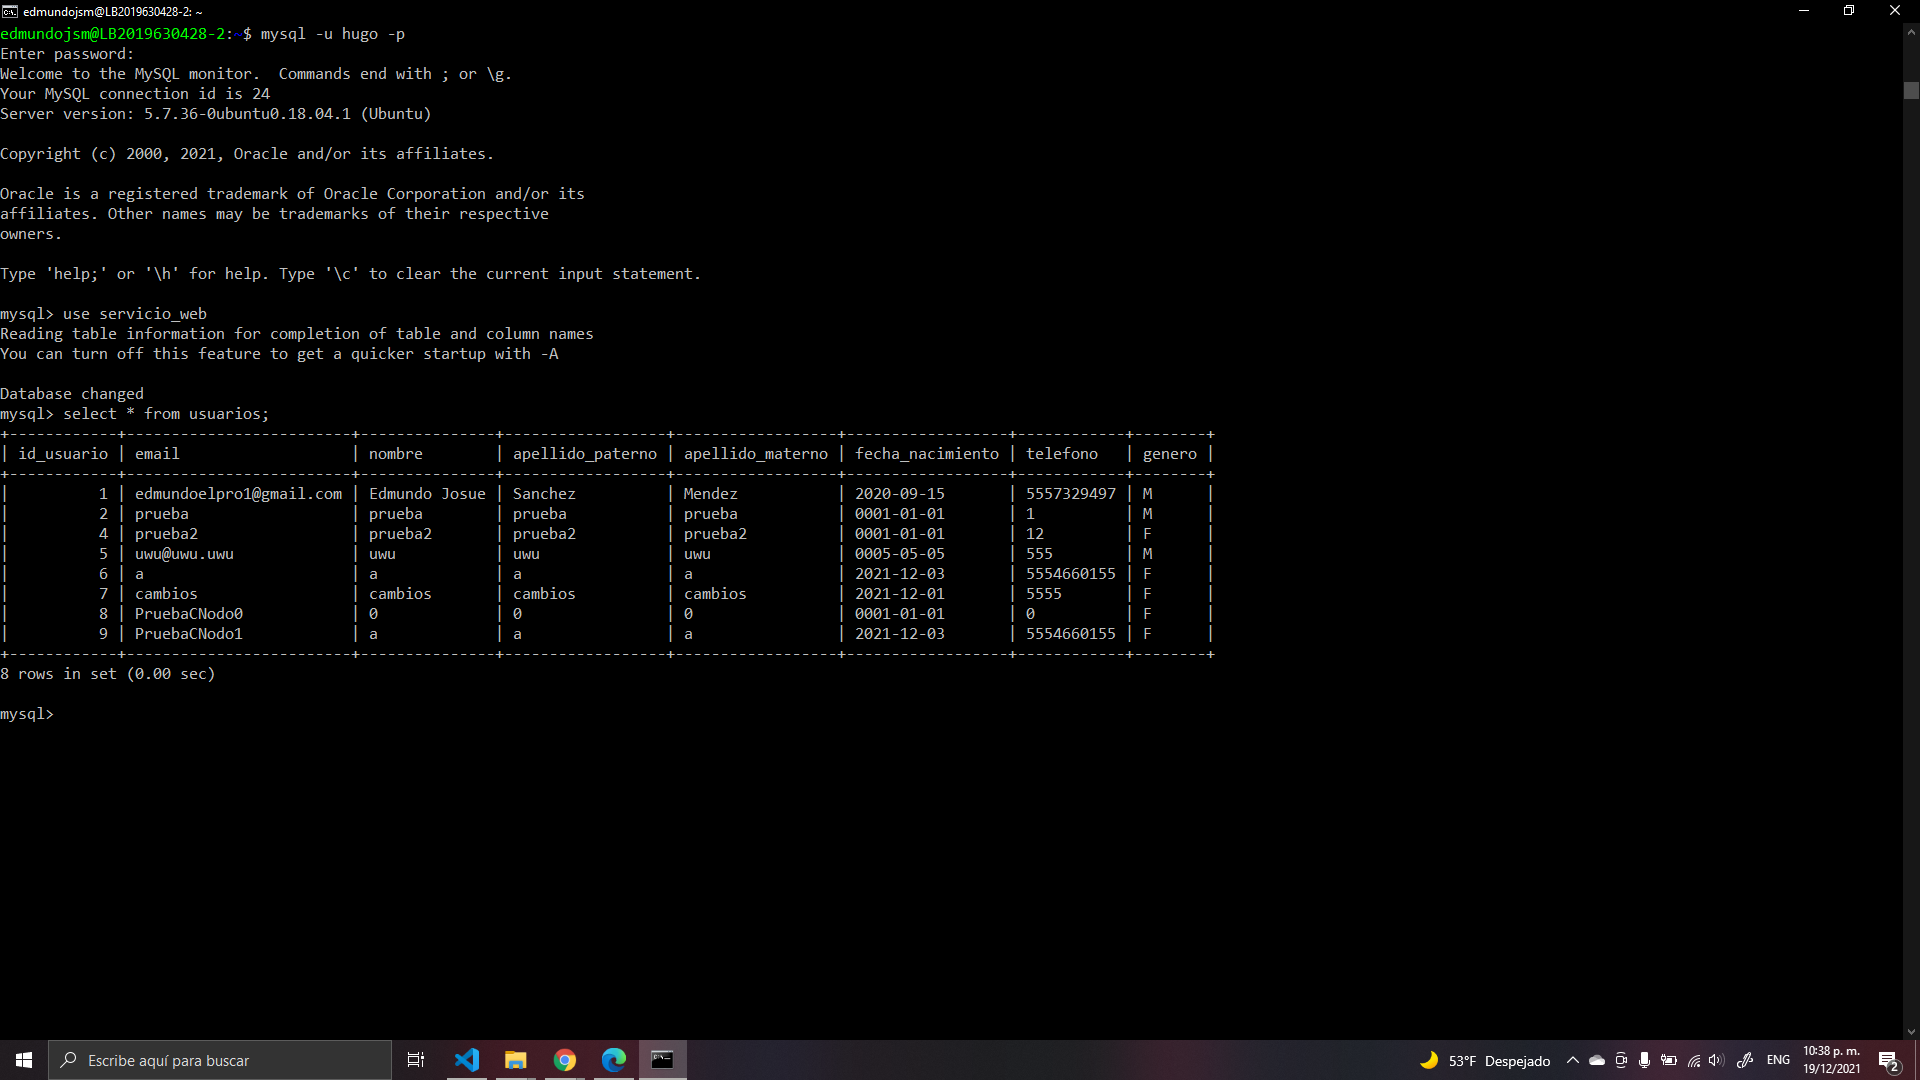 edmundojsm@LB2019630428-2: ~
edmundojsm@LB2019630428-2:~$ mysql -u hugo -p
Enter password:
Welcome to the MySQL monitor.  Commands end with ; or \g.
Your MySQL connection id is 24
Server version: 5.7.36-0ubuntu0.18.04.1 (Ubuntu)
Copyright (c) 2000, 2021, Oracle and/or its affiliates.
Oracle is a registered trademark of Oracle Corporation and/or its
affiliates. Other names may be trademarks of their respective
owners.
Type 'help;' or '\h' for help. Type '\c' to clear the current input statement.
mysql> use servicio_web
Reading table information for completion of table and column names
You can turn off this feature to get a quicker startup with -A
Database changed
mysql> select * from usuarios;
+------------+-------------------------+---------------+------------------+------------------+------------------+------------+--------+
| id_usuario | email                   | nombre        | apellido_paterno | apellido_materno | fecha_nacimiento | telefono   | genero |
+------------+-------------------------+---------------+------------------+------------------+------------------+------------+--------+
|          1 | edmundoelpro1@gmail.com | Edmundo Josue | Sanchez          | Mendez           | 2020-09-15       | 5557329497 | M      |
|          2 | prueba                  | prueba        | prueba           | prueba           | 0001-01-01       | 1          | M      |
|          4 | prueba2                 | prueba2       | prueba2          | prueba2          | 0001-01-01       | 12         | F      |
|          5 | uwu@uwu.uwu             | uwu           | uwu              | uwu              | 0005-05-05       | 555        | M      |
|          6 | a                       | a             | a                | a                | 2021-12-03       | 5554660155 | F      |
|          7 | cambios                 | cambios       | cambios          | cambios          | 2021-12-01       | 5555       | F      |
|          8 | PruebaCNodo0            | 0             | 0                | 0                | 0001-01-01       | 0          | F      |
|          9 | PruebaCNodo1            | a             | a                | a                | 2021-12-03       | 5554660155 | F      |
+------------+-------------------------+---------------+------------------+------------------+------------------+------------+--------+
8 rows in set (0.00 sec)
mysql>
Escribe aquí para buscar
53°F Despejado
ENG
10:38 p. m.
19/12/2021
2